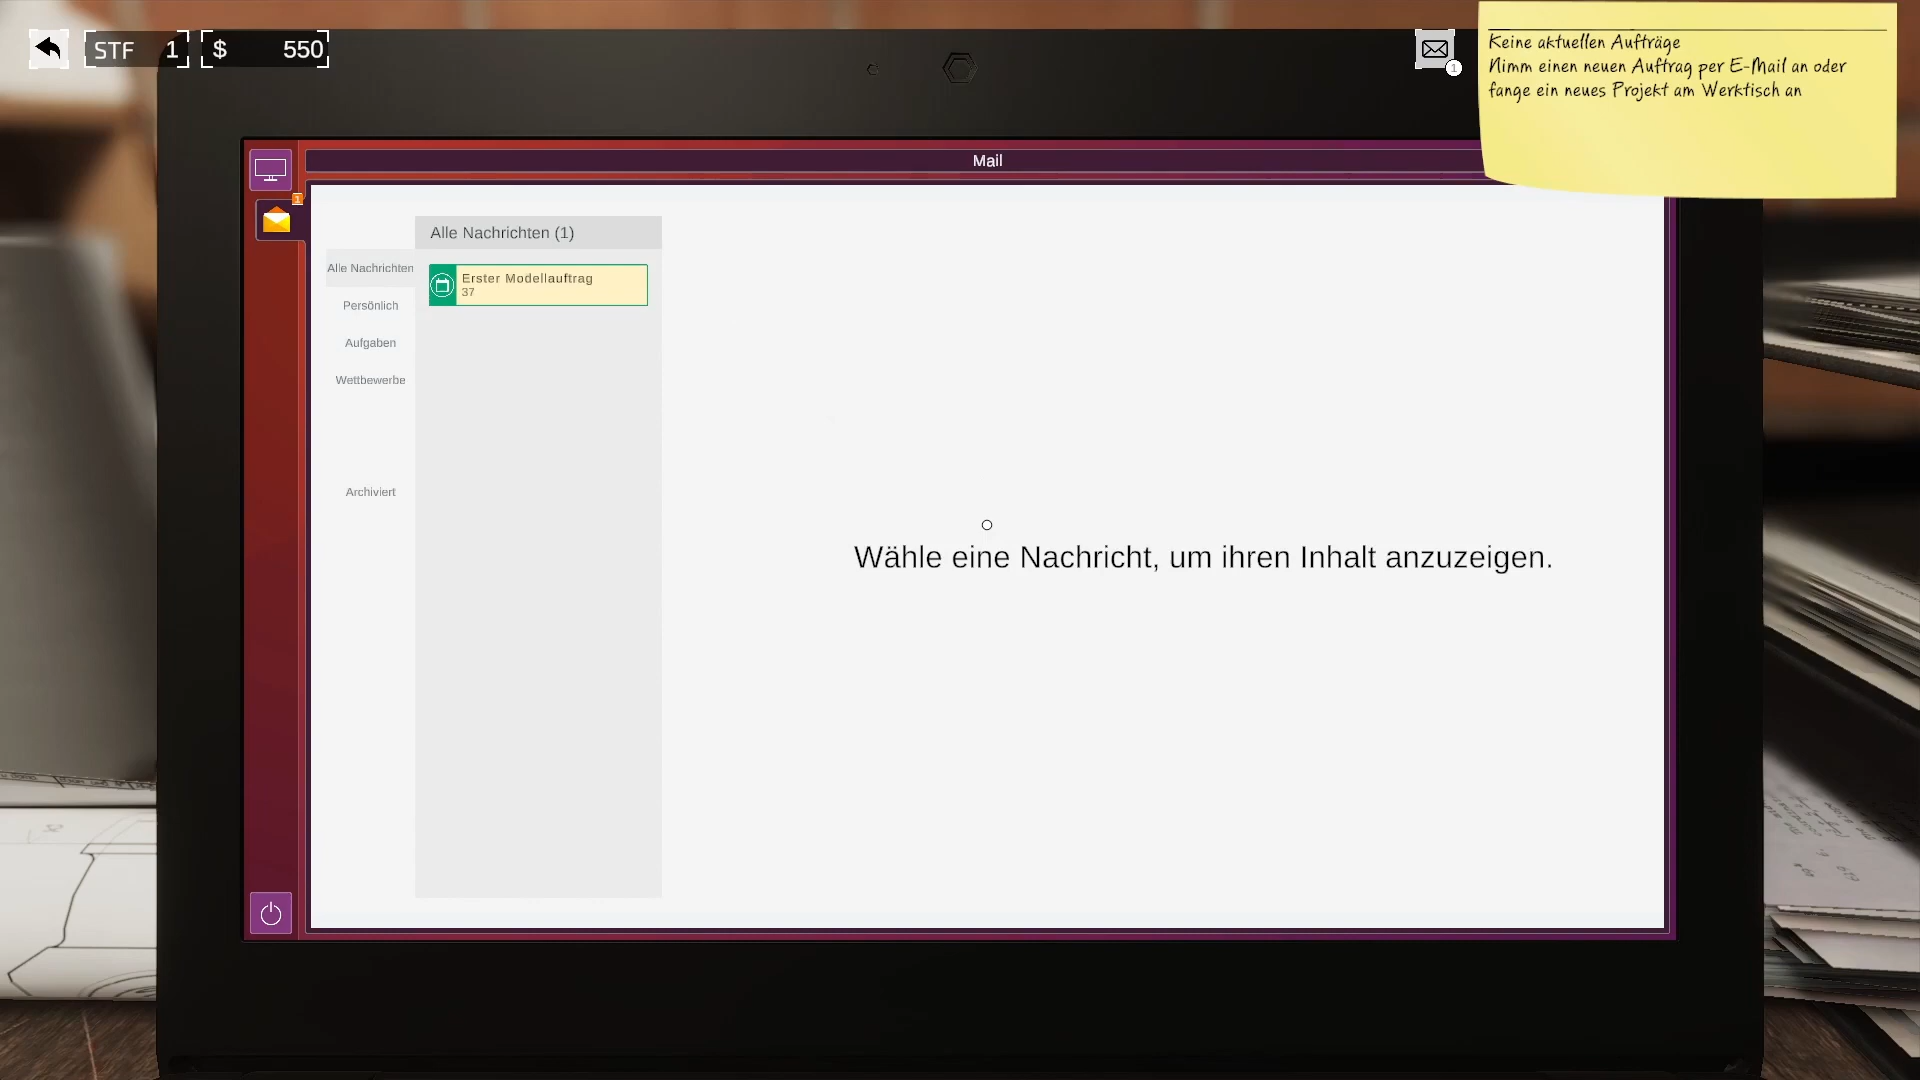 STF 1 $ 550
1
Keine aktuellen Aufträge
Nimm einen neuen Auftrag per E-Mail an oder
fange ein neues Projekt am Werktisch an
Mail
1
Alle Nachrichten (1)
Alle Nachrichten
Erster Modellauftrag
37
Persönlich
Aufgaben
Wettbewerbe
Archiviert
Wähle eine Nachricht, um ihren Inhalt anzuzeigen.